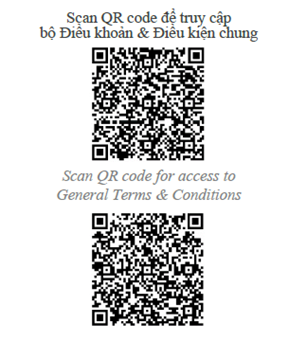 Scan QR code để truy cập
bộ Điều khoản & Điều kiện chung
Scan QR code for access to
General Terms & Conditions